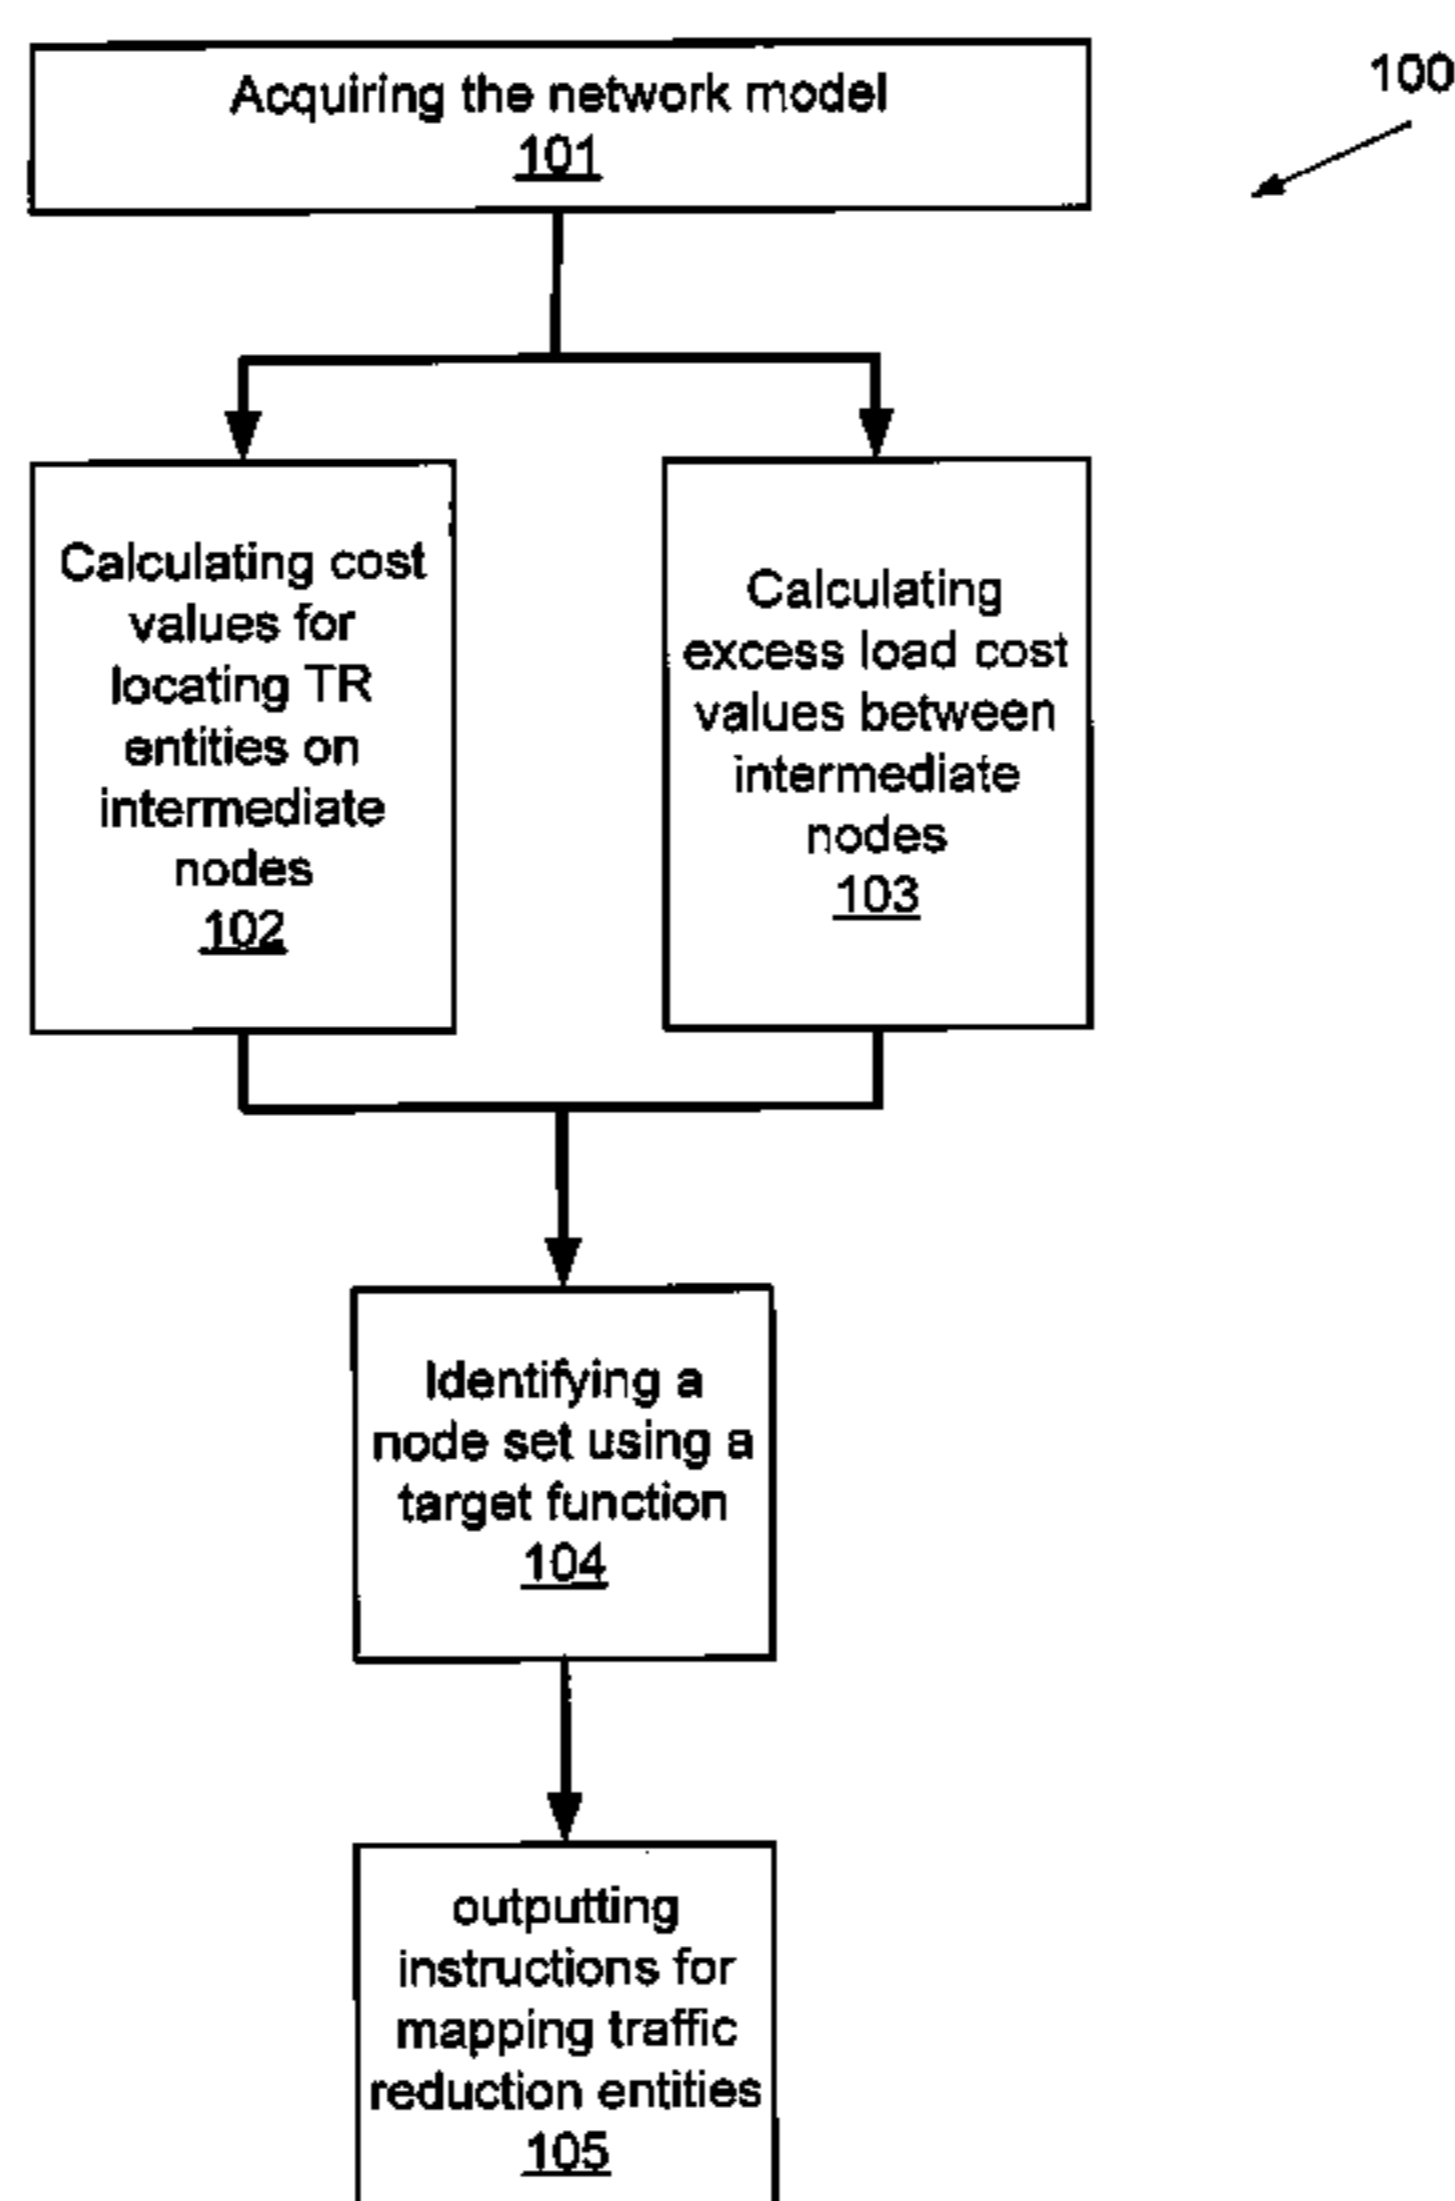 100
Acquiring the network model
101
Calculating cost
values for
locating TR
entities on
intermediate
nodes
102
Calculating
excess load cost
values between
intermediate
nodes
103
Identifying a
node set using a
target function
104
outputting
instructions for
mapping traffic
reduction entities
105